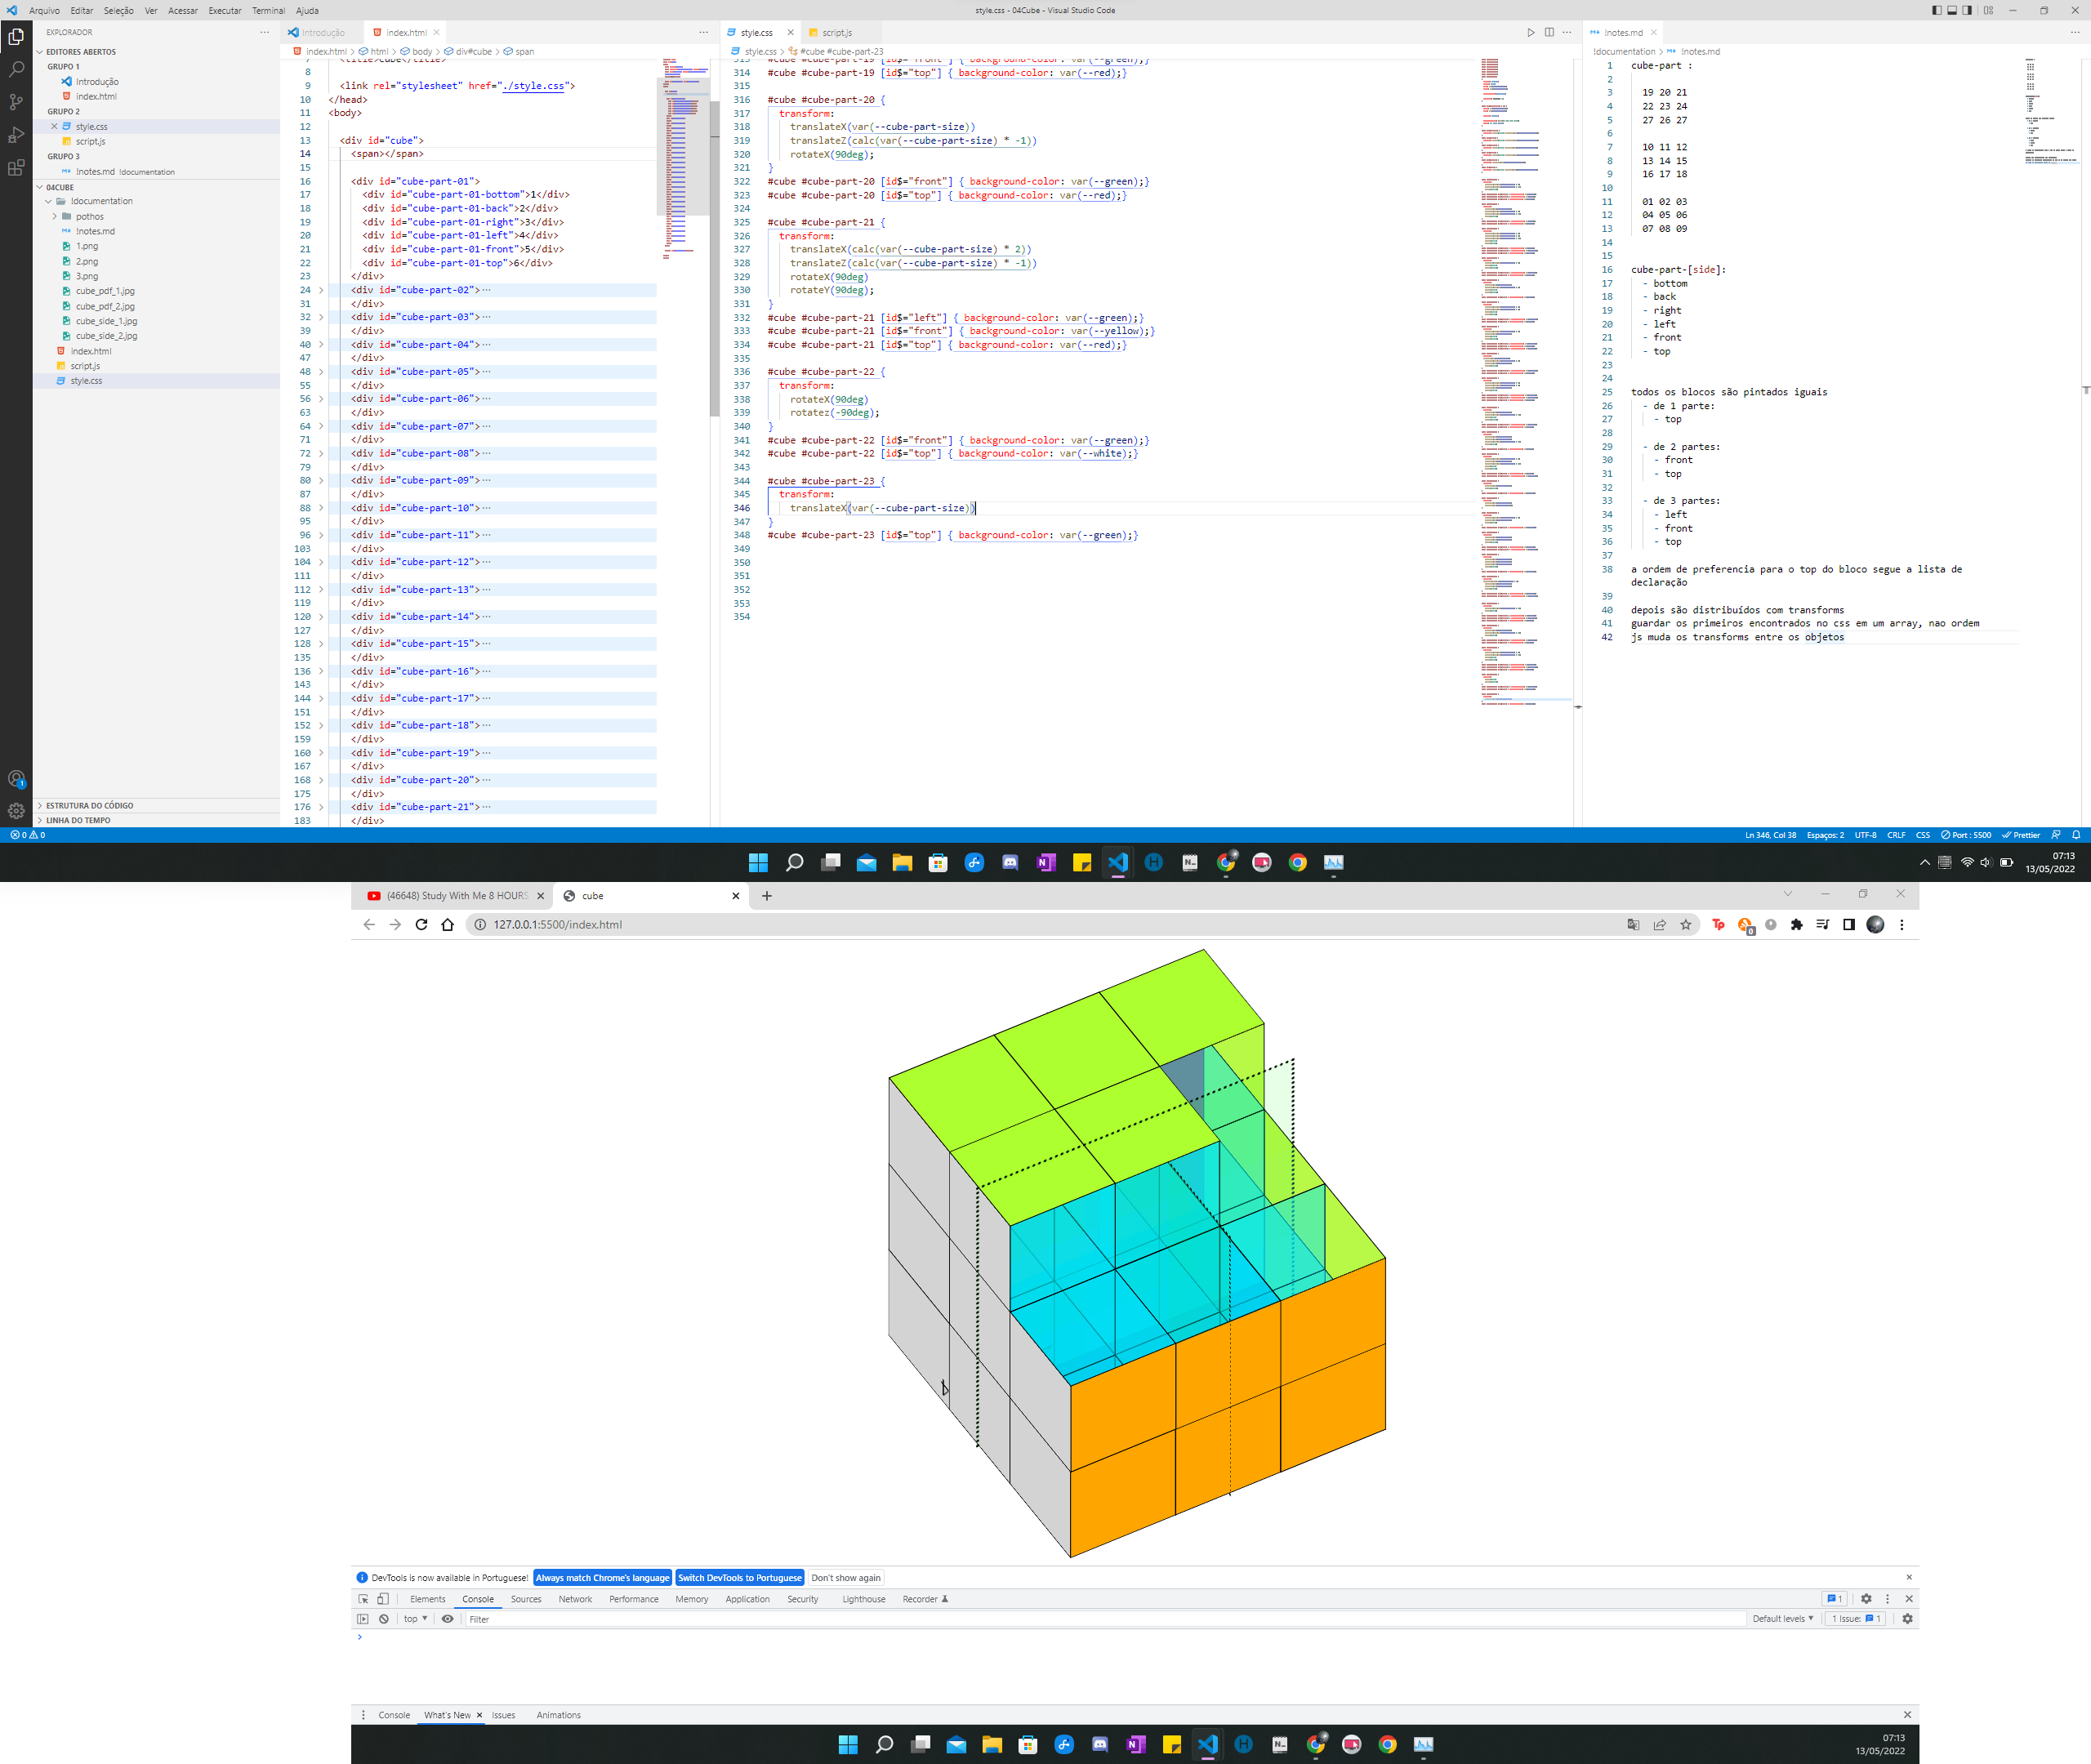 Arquivo Editar Seleção Ver Acessar Executar Terminal Ajuda
style.css - 04Cube - Visual Studio Code
EXPLORADOR
EDITORES ABERTOS
GRUPO 1
Introdução
index.html
GRUPO 2
style.css
script.js
GRUPO 3
!notes.md !documentation
04CUBE
!documentation
pothos
!notes.md
1.png
2.png
3.png
cube_pdf_1.jpg
cube_pdf_2.jpg
cube_side_1.jpg
cube_side_2.jpg
index.html
script.js
style.css
ESTRUTURA DO CÓDIGO
LINHA DO TEMPO
Introdução index.html
index.html > html > body > div#cube > span
7 <title>cube</title>
8
9 <link rel="stylesheet" href="./style.css">
10 </head>
11 <body>
12
13 <div id="cube">
14 <span></span>
15
16 <div id="cube-part-01">
17 <div id="cube-part-01-bottom">1</div>
18 <div id="cube-part-01-back">2</div>
19 <div id="cube-part-01-right">3</div>
20 <div id="cube-part-01-left">4</div>
21 <div id="cube-part-01-front">5</div>
22 <div id="cube-part-01-top">6</div>
23 </div>
24 <div id="cube-part-02">…
31 </div>
32 <div id="cube-part-03">…
39 </div>
40 <div id="cube-part-04">…
47 </div>
48 <div id="cube-part-05">…
55 </div>
56 <div id="cube-part-06">…
63 </div>
64 <div id="cube-part-07">…
71 </div>
72 <div id="cube-part-08">…
79 </div>
80 <div id="cube-part-09">…
87 </div>
88 <div id="cube-part-10">…
95 </div>
96 <div id="cube-part-11">…
103 </div>
104 <div id="cube-part-12">…
111 </div>
112 <div id="cube-part-13">…
119 </div>
120 <div id="cube-part-14">…
127 </div>
128 <div id="cube-part-15">…
135 </div>
136 <div id="cube-part-16">…
143 </div>
144 <div id="cube-part-17">…
151 </div>
152 <div id="cube-part-18">…
159 </div>
160 <div id="cube-part-19">…
167 </div>
168 <div id="cube-part-20">…
175 </div>
176 <div id="cube-part-21">…
183 </div>
style.css script.js
style.css > #cube #cube-part-23
313 #cube #cube-part-19 [id$="front"] { background-color: var(--green);}
314 #cube #cube-part-19 [id$="top"] { background-color: var(--red);}
315
316 #cube #cube-part-20 {
317 transform:
318 translateX(var(--cube-part-size))
319 translateZ(calc(var(--cube-part-size) * -1))
320 rotateX(90deg);
321 }
322 #cube #cube-part-20 [id$="front"] { background-color: var(--green);}
323 #cube #cube-part-20 [id$="top"] { background-color: var(--red);}
324
325 #cube #cube-part-21 {
326 transform:
327 translateX(calc(var(--cube-part-size) * 2))
328 translateZ(calc(var(--cube-part-size) * -1))
329 rotateX(90deg)
330 rotateY(90deg);
331 }
332 #cube #cube-part-21 [id$="left"] { background-color: var(--green);}
333 #cube #cube-part-21 [id$="front"] { background-color: var(--yellow);}
334 #cube #cube-part-21 [id$="top"] { background-color: var(--red);}
335
336 #cube #cube-part-22 {
337 transform:
338 rotateX(90deg)
339 rotatez(-90deg);
340 }
341 #cube #cube-part-22 [id$="front"] { background-color: var(--green);}
342 #cube #cube-part-22 [id$="top"] { background-color: var(--white);}
343
344 #cube #cube-part-23 {
345 transform:
346 translateX(var(--cube-part-size))
347 }
348 #cube #cube-part-23 [id$="top"] { background-color: var(--green);}
349
350
351
352
353
354
!notes.md
!documentation > !notes.md
1 cube-part :
2
3 19 20 21
4 22 23 24
5 27 26 27
6
7 10 11 12
8 13 14 15
9 16 17 18
10
11 01 02 03
12 04 05 06
13 07 08 09
14
15
16 cube-part-[side]:
17 - bottom
18 - back
19 - right
20 - left
21 - front
22 - top
23
24
25 todos os blocos são pintados iguais
26 - de 1 parte:
27 - top
28
29 - de 2 partes:
30 - front
31 - top
32
33 - de 3 partes:
34 - left
35 - front
36 - top
37
38 a ordem de preferencia para o top do bloco segue a lista de
declaração
39
40 depois são distribuídos com transforms
41 guardar os primeiros encontrados no css em um array, nao ordem
42 js muda os transforms entre os objetos
0 0
Ln 346, Col 38 Espaços: 2 UTF-8 CRLF CSS Port : 5500 Prettier
07:13
13/05/2022
(46648) Study With Me 8 HOURS
cube
127.0.0.1:5500/index.html
DevTools is now available in Portuguese! Always match Chrome's language Switch DevTools to Portuguese Don't show again
Elements Console Sources Network Performance Memory Application Security Lighthouse Recorder 1
top Filter Default levels 1 Issue: 1
Console What's New Issues Animations
07:13
13/05/2022